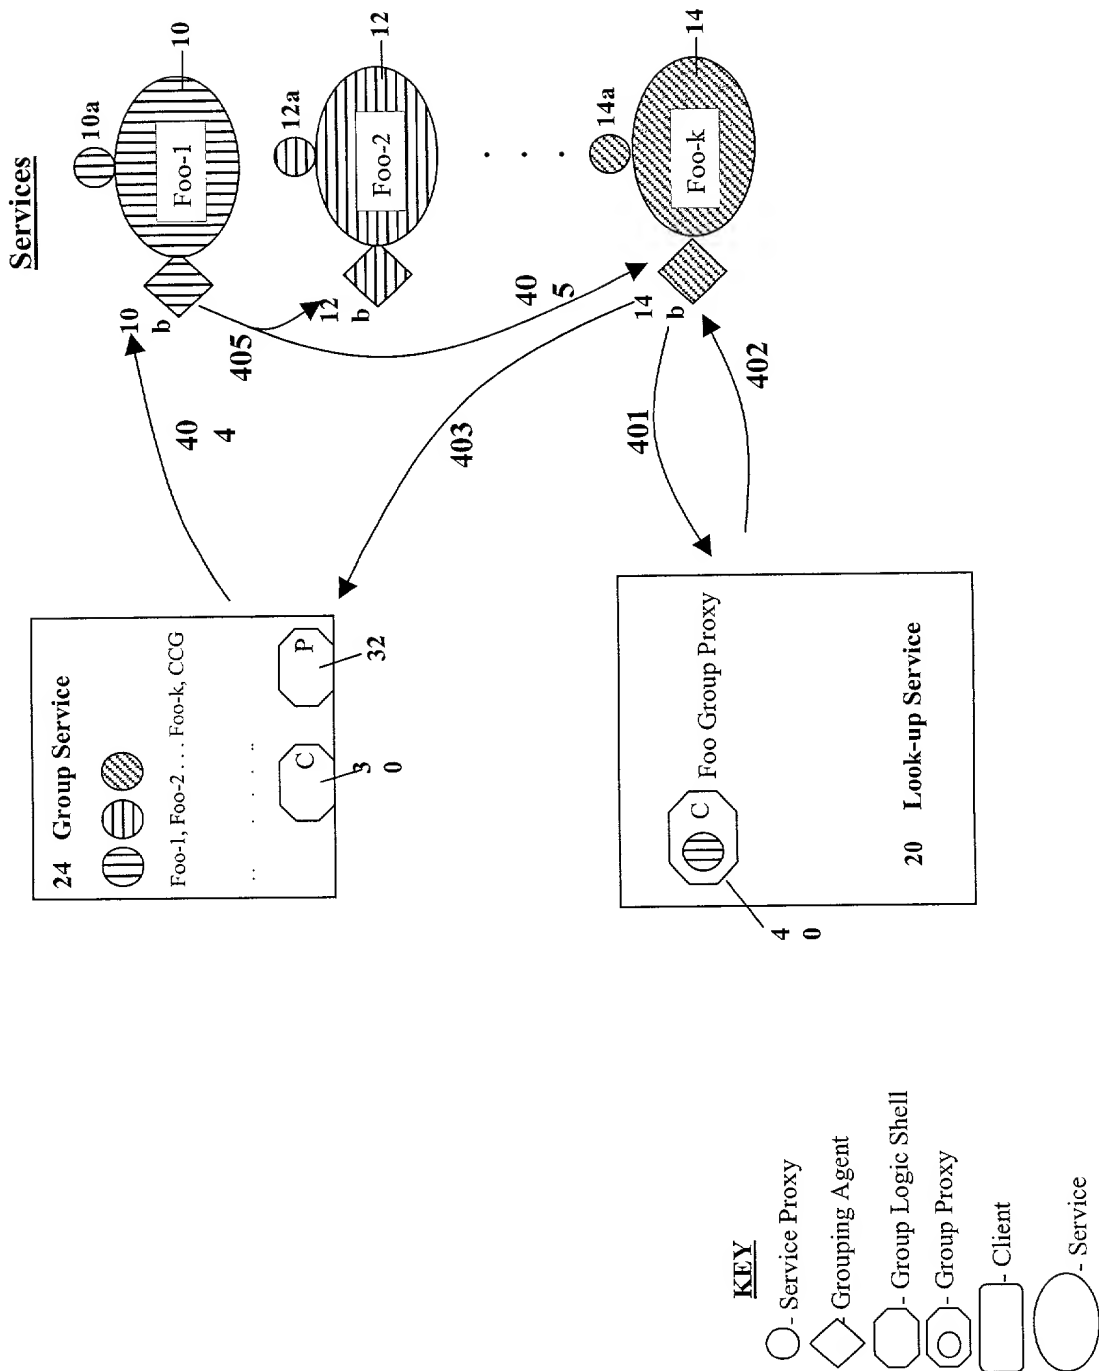 Services
10a
10
Foo-1
10
b
12a
12
Foo-2
12
b
. . .
14a
14
Foo-k
14
b
40
4
405
40
5
403
401
402
24 Group Service
Foo-1, Foo-2 . . . Foo-k, CCG
.. . . . ..
C
P
3
0
32
C
Foo Group Proxy
4
0
20 Look-up Service
KEY
- Service Proxy
- Grouping Agent
- Group Logic Shell
- Group Proxy
- Client
- Service